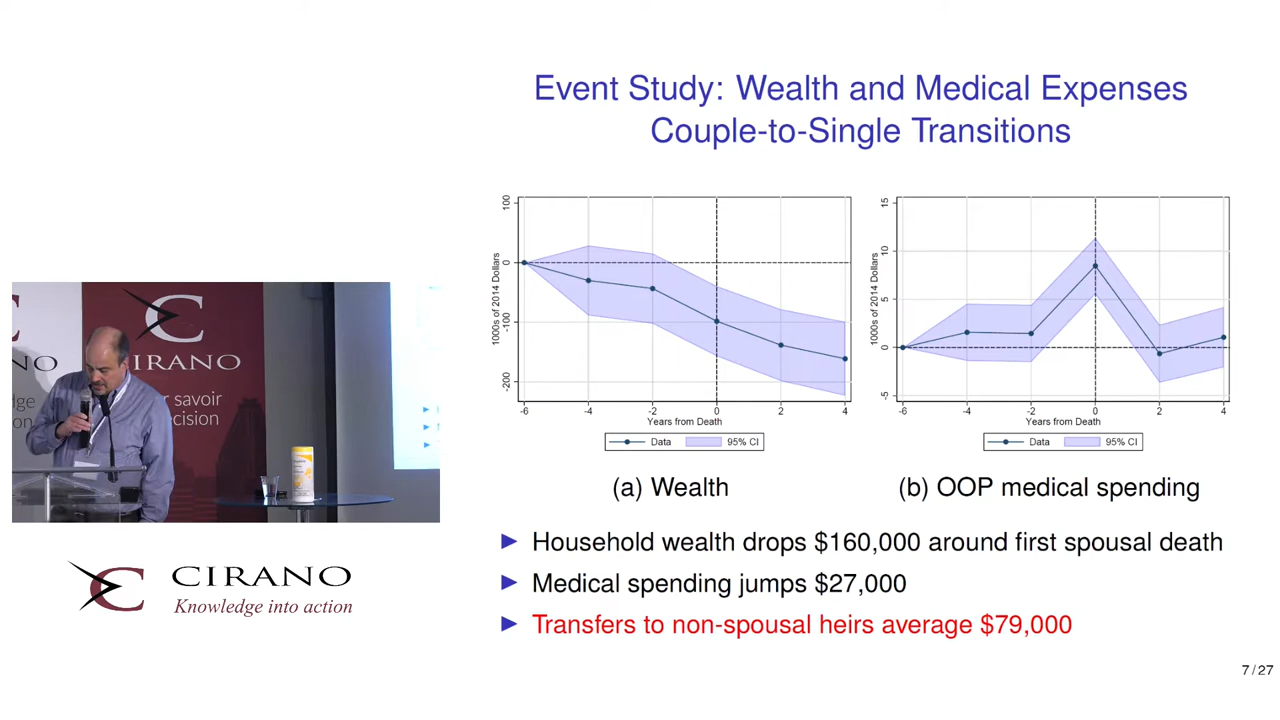 Event Study: Wealth and Medical Expenses
Couple-to-Single Transitions
100
0
-100
-200
1000s of 2014 Dollars
-6 -4 -2 0 2 4
Years from Death
Data 95% CI
(a) Wealth
15
10
5
0
-5
1000s of 2014 Dollars
-6 -4 -2 0 2 4
Years from Death
Data 95% CI
(b) OOP medical spending
Household wealth drops $160,000 around first spousal death
Medical spending jumps $27,000
Transfers to non-spousal heirs average $79,000
7 / 27
CIRANO
savoir
CIRANO
Knowledge into action